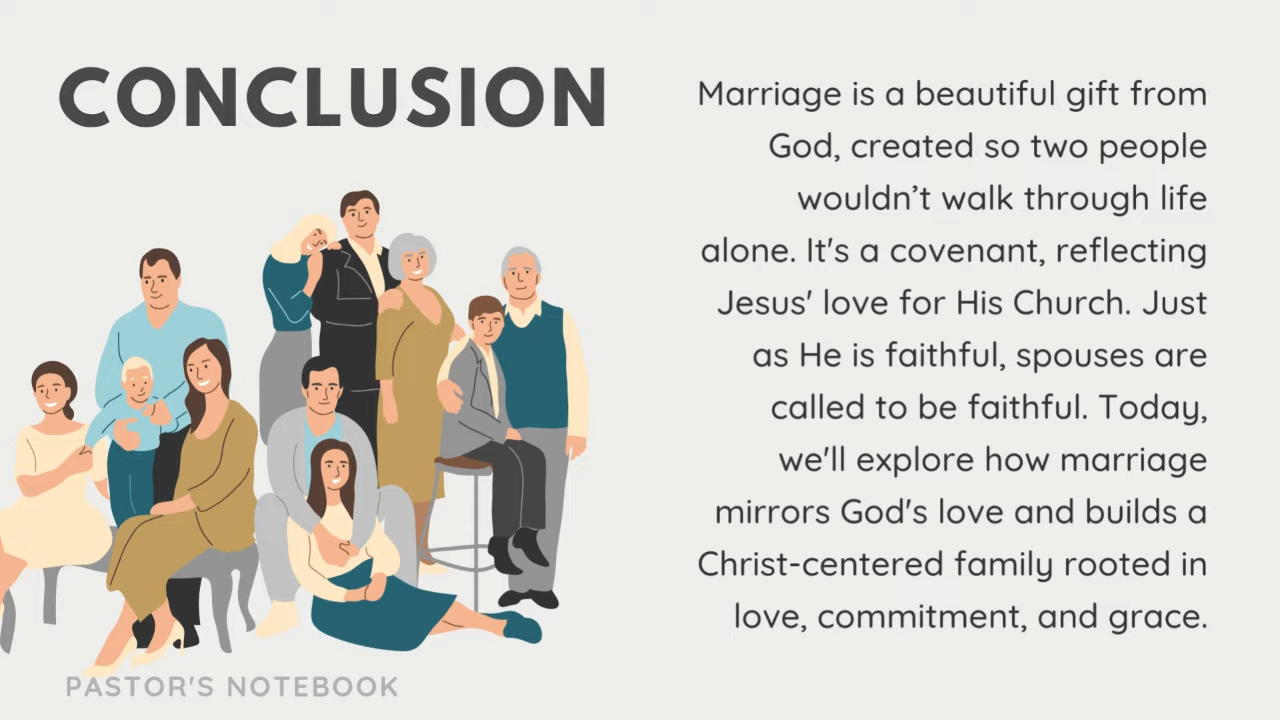 CONCLUSION
Marriage is a beautiful gift from
God, created so two people
wouldn’t walk through life
alone. It's a covenant, reflecting
Jesus' love for His Church. Just
as He is faithful, spouses are
called to be faithful. Today,
we'll explore how marriage
mirrors God's love and builds a
Christ-centered family rooted in
love, commitment, and grace.
PASTOR'S NOTEBOOK